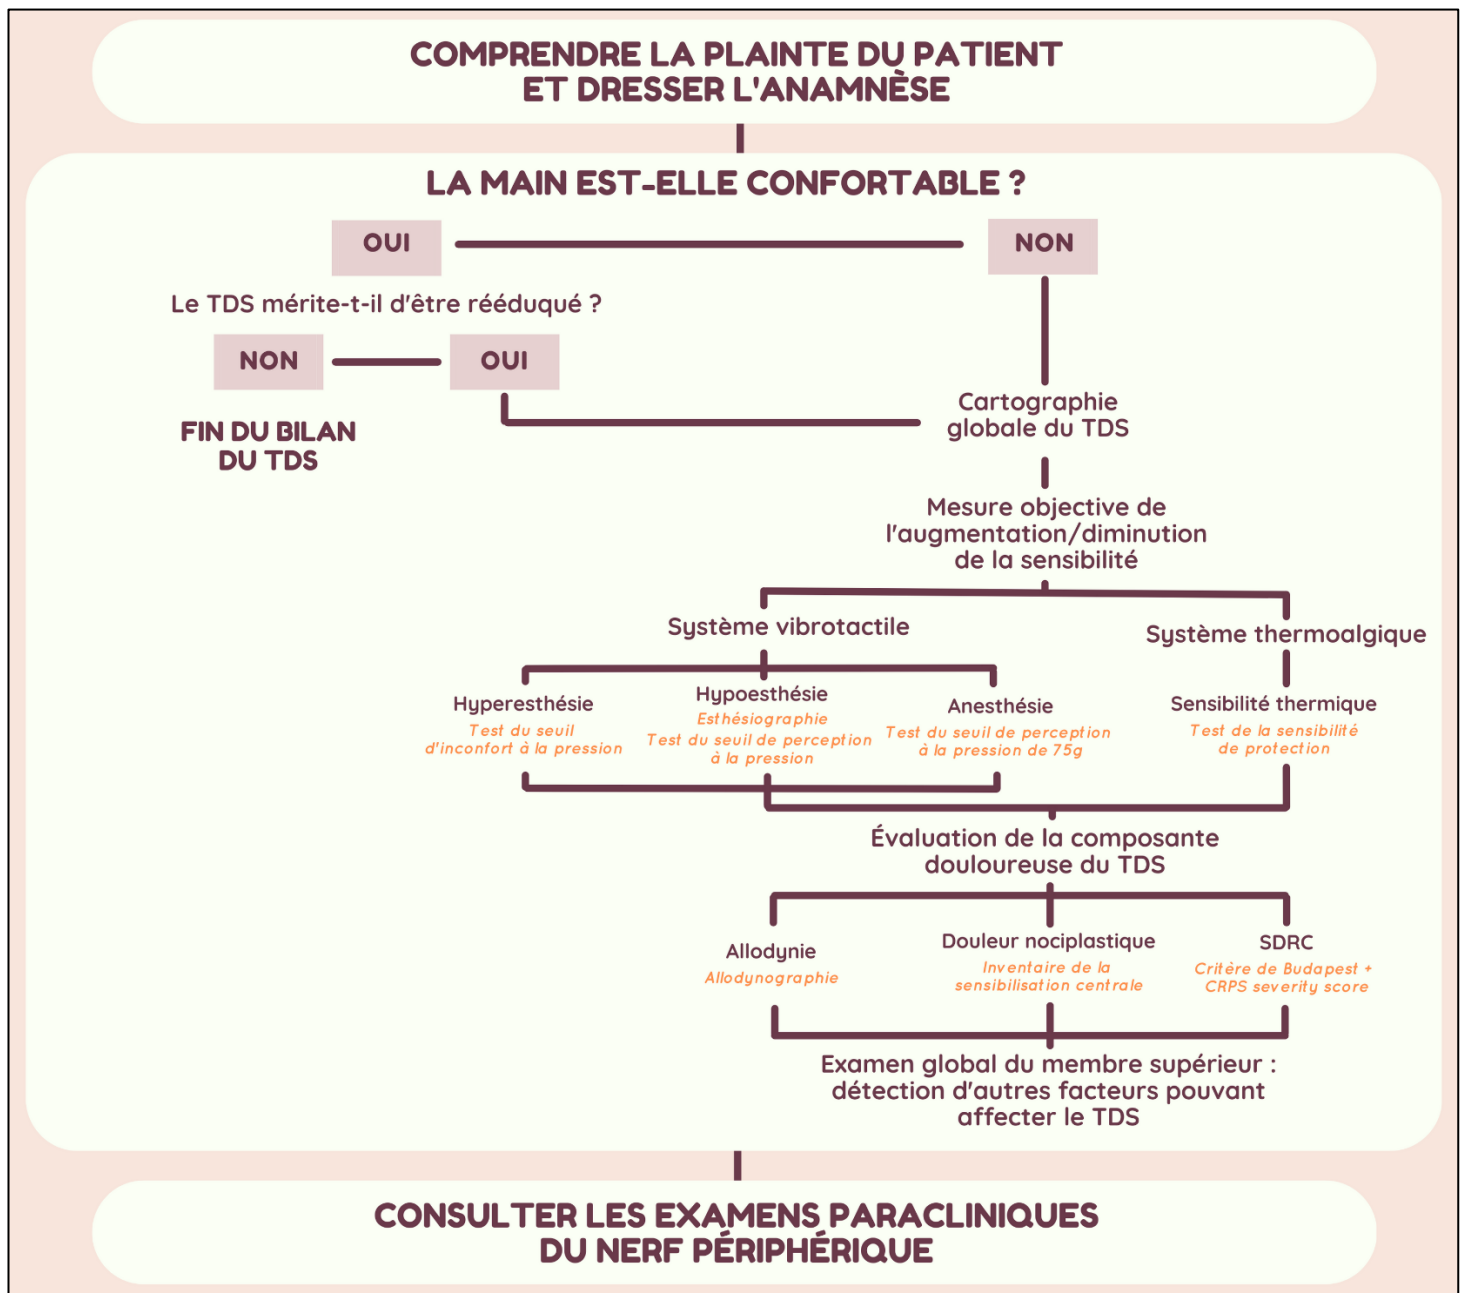 COMPRENDRE LA PLAINTE DU PATIENT
ET DRESSER L'ANAMNÈSE
LA MAIN EST-ELLE CONFORTABLE ?
OUI
NON
Le TDS mérite-t-il d'être rééduqué ?
NON
OUI
FIN DU BILAN
DU TDS
Cartographie
globale du TDS
Mesure objective de
l'augmentation/diminution
de la sensibilité
Système vibrotactile
Système thermoalgique
Hyperesthésie
Test du seuil
d'inconfort à la pression
Hypoesthésie
Esthésiographie
Test du seuil de perception
à la pression
Anesthésie
Test du seuil de perception
à la pression de 75g
Sensibilité thermique
Test de la sensibilité
de protection
Évaluation de la composante
douloureuse du TDS
Allodynie
Allodynographie
Douleur nociplastique
Inventaire de la
sensibilisation centrale
SDRC
Critère de Budapest +
CRPS severity score
Examen global du membre supérieur :
détection d'autres facteurs pouvant
affecter le TDS
CONSULTER LES EXAMENS PARACLINIQUES
DU NERF PÉRIPHÉRIQUE